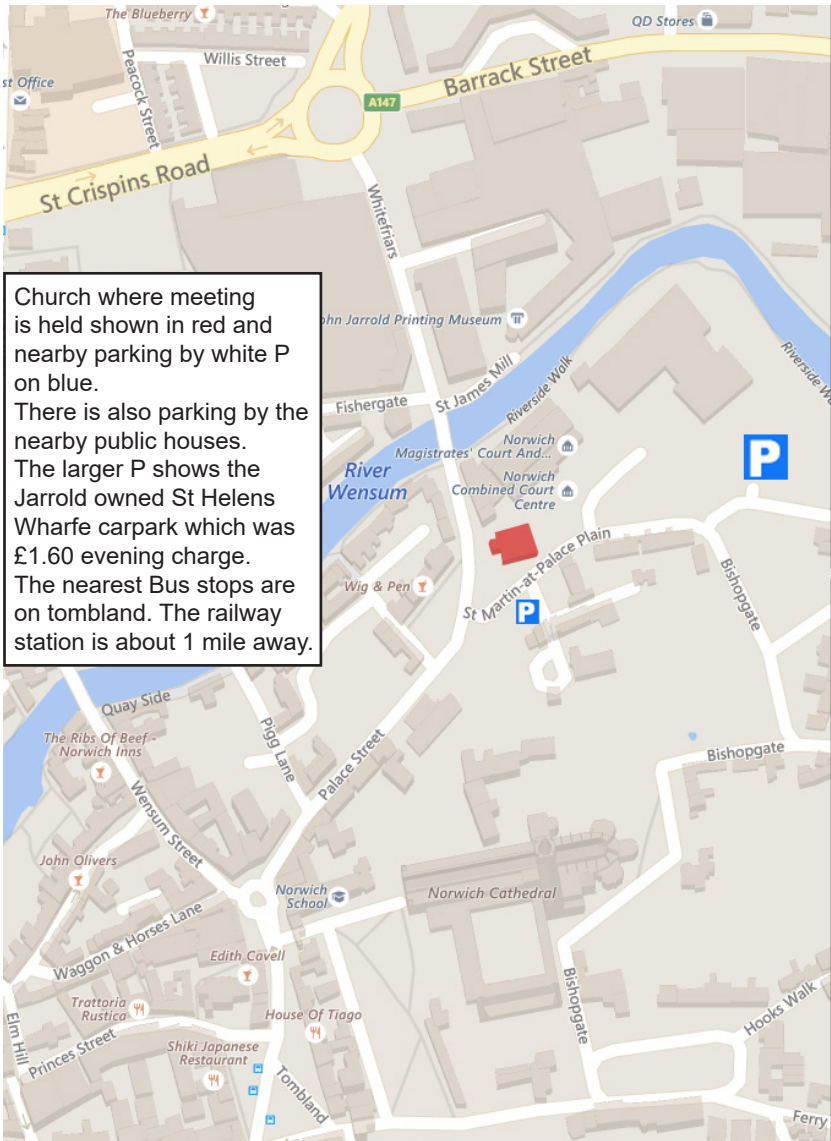 The Blueberry
QD Stores
Willis Street
Peacock Street
st Office
Barrack Street
A147
St Crispins Road
Whitefriars
Church where meeting
is held shown in red and
nearby parking by white P
on blue.
There is also parking by the
nearby public houses.
The larger P shows the
Jarrold owned St Helens
Wharfe carpark which was
£1.60 evening charge.
The nearest Bus stops are
on tombland. The railway
station is about 1 mile away.
ohn Jarrold Printing Museum
St James Mill
Riverside Walk
Riverside Wa
Fishergate
Norwich
Magistrates' Court And...
Norwich
Combined Court
Centre
River
Wensum
P
St Martin-at-Palace Plain
Wig & Pen
P
Bishopgate
Quay Side
Pigg Lane
Palace Street
The Ribs Of Beef -
Norwich Inns
Bishopgate
Wensum Street
John Olivers
Norwich
School
Norwich Cathedral
Waggon & Horses Lane
Edith Cavell
Bishopgate
Trattoria
Rustica
House Of Tiago
Hooks Walk
Elm Hill
Princes Street
Shiki Japanese
Restaurant
Tombland
Ferry